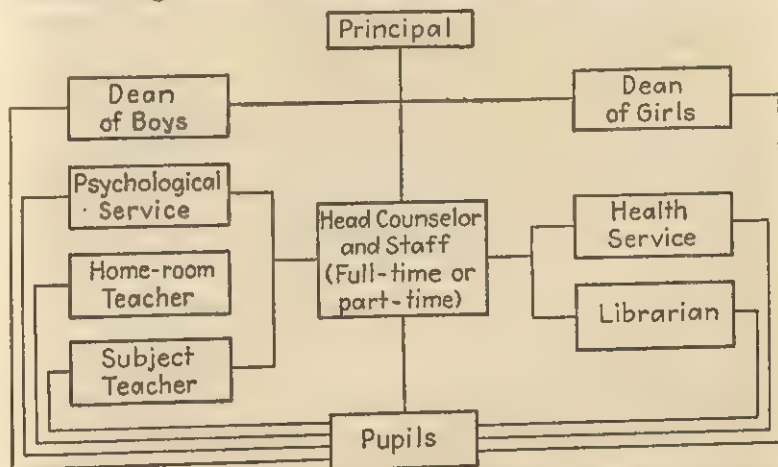 Principal
Dean
of Boys
Dean
of Girls
Psychological
Service
Head Counselor
and Staff
(Full-time or
part-time)
Health
Service
Home-room
Teacher
Librarian
Subject
Teacher
Pupils